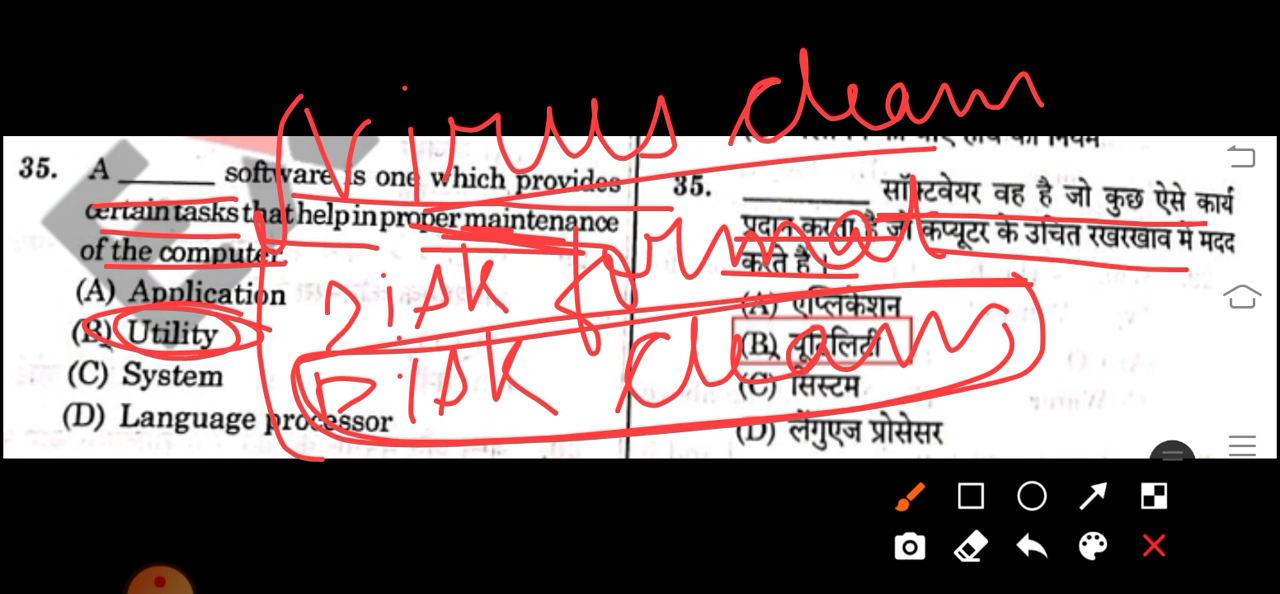 virus clean
35. A ______ software is one which provides
certain tasks that help in proper maintenance
of the computer.
(A) Application
(B) Utility
(C) System
(D) Language processor
Disk format
Disk clean
35. ______ सॉफ्टवेयर वह है जो कुछ ऐसे कार्य
प्रदान करता है जो कंप्यूटर के उचित रखरखाव में मदद
करते हैं।
(A) एप्लिकेशन
(B) यूटिलिटी
(C) सिस्टम
(D) लेंगुएज प्रोसेसर